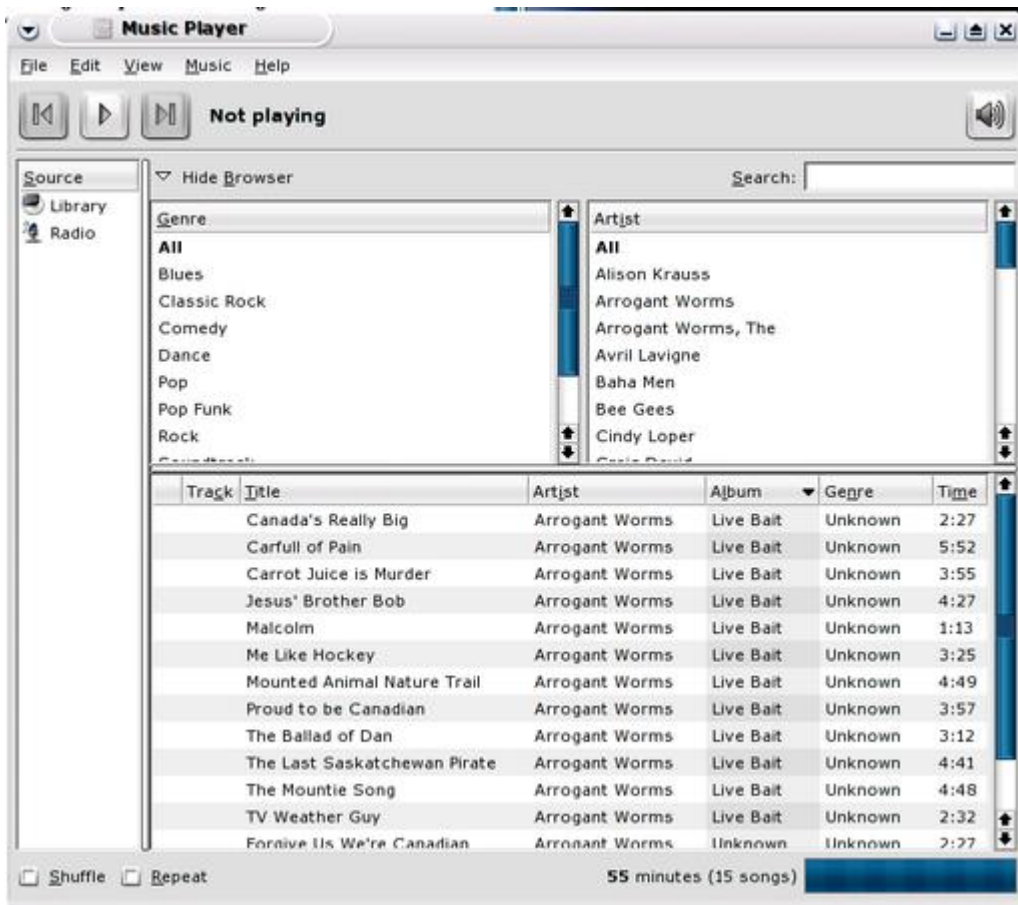 Music Player
File Edit View Music Help
Not playing
Source
Library
Radio
Hide Browser
Search:
Genre
All
Blues
Classic Rock
Comedy
Dance
Pop
Pop Funk
Rock
Soundtrack
Artist
All
Alison Krauss
Arrogant Worms
Arrogant Worms, The
Avril Lavigne
Baha Men
Bee Gees
Cindy Loper
Craig David
Track Title Artist Album Genre Time
Canada's Really Big Arrogant Worms Live Bait Unknown 2:27
Carfull of Pain Arrogant Worms Live Bait Unknown 5:52
Carrot Juice is Murder Arrogant Worms Live Bait Unknown 3:55
Jesus' Brother Bob Arrogant Worms Live Bait Unknown 4:27
Malcolm Arrogant Worms Live Bait Unknown 1:13
Me Like Hockey Arrogant Worms Live Bait Unknown 3:25
Mounted Animal Nature Trail Arrogant Worms Live Bait Unknown 4:49
Proud to be Canadian Arrogant Worms Live Bait Unknown 3:57
The Ballad of Dan Arrogant Worms Live Bait Unknown 3:12
The Last Saskatchewan Pirate Arrogant Worms Live Bait Unknown 4:41
The Mountie Song Arrogant Worms Live Bait Unknown 4:48
TV Weather Guy Arrogant Worms Live Bait Unknown 2:32
Forgive Us We're Canadian Arrogant Worms Unknown Unknown 2:27
Shuffle Repeat 55 minutes (15 songs)